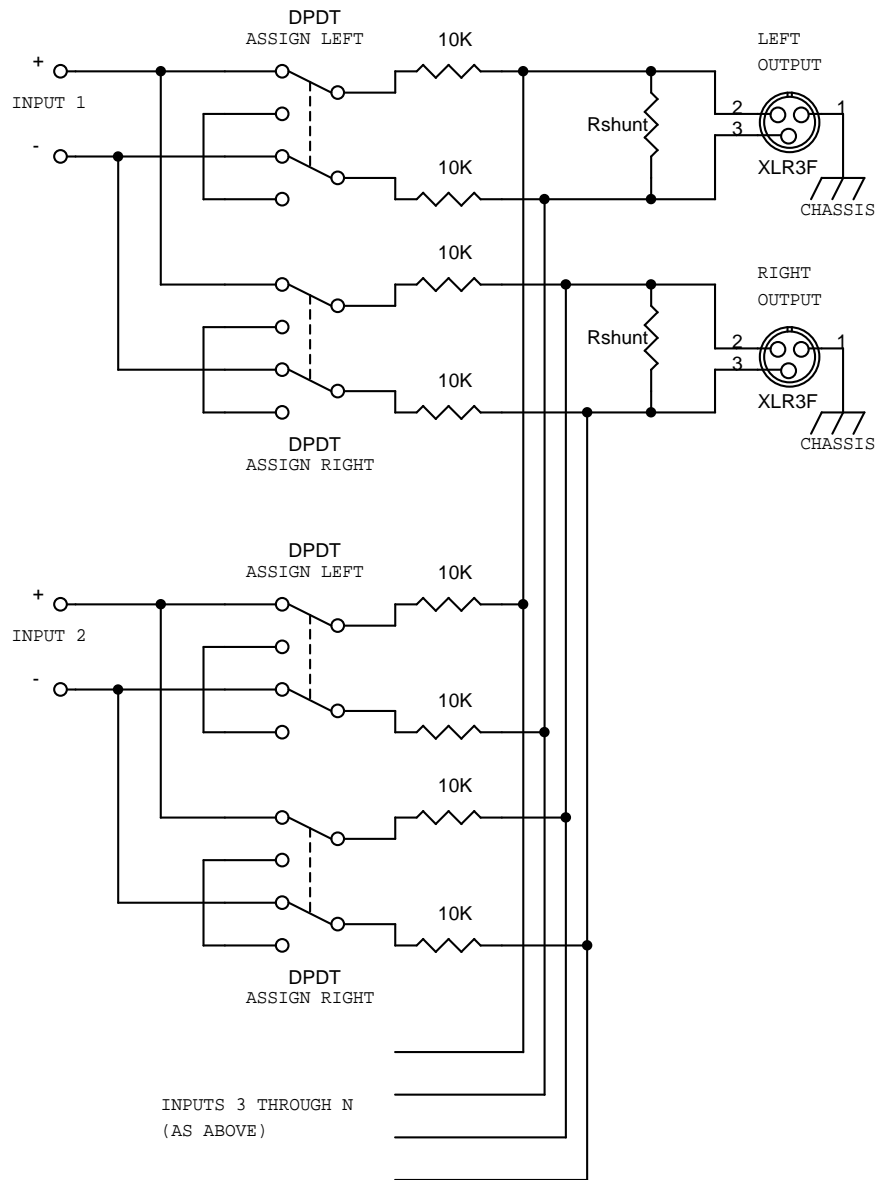 DPDT
ASSIGN LEFT
10K
LEFT
OUTPUT
+
INPUT 1
-
Rshunt
2
3
1
XLR3F
CHASSIS
10K
10K
RIGHT
OUTPUT
Rshunt
2
3
1
XLR3F
CHASSIS
10K
DPDT
ASSIGN RIGHT
DPDT
ASSIGN LEFT
10K
+
INPUT 2
-
10K
10K
10K
DPDT
ASSIGN RIGHT
INPUTS 3 THROUGH N
(AS ABOVE)